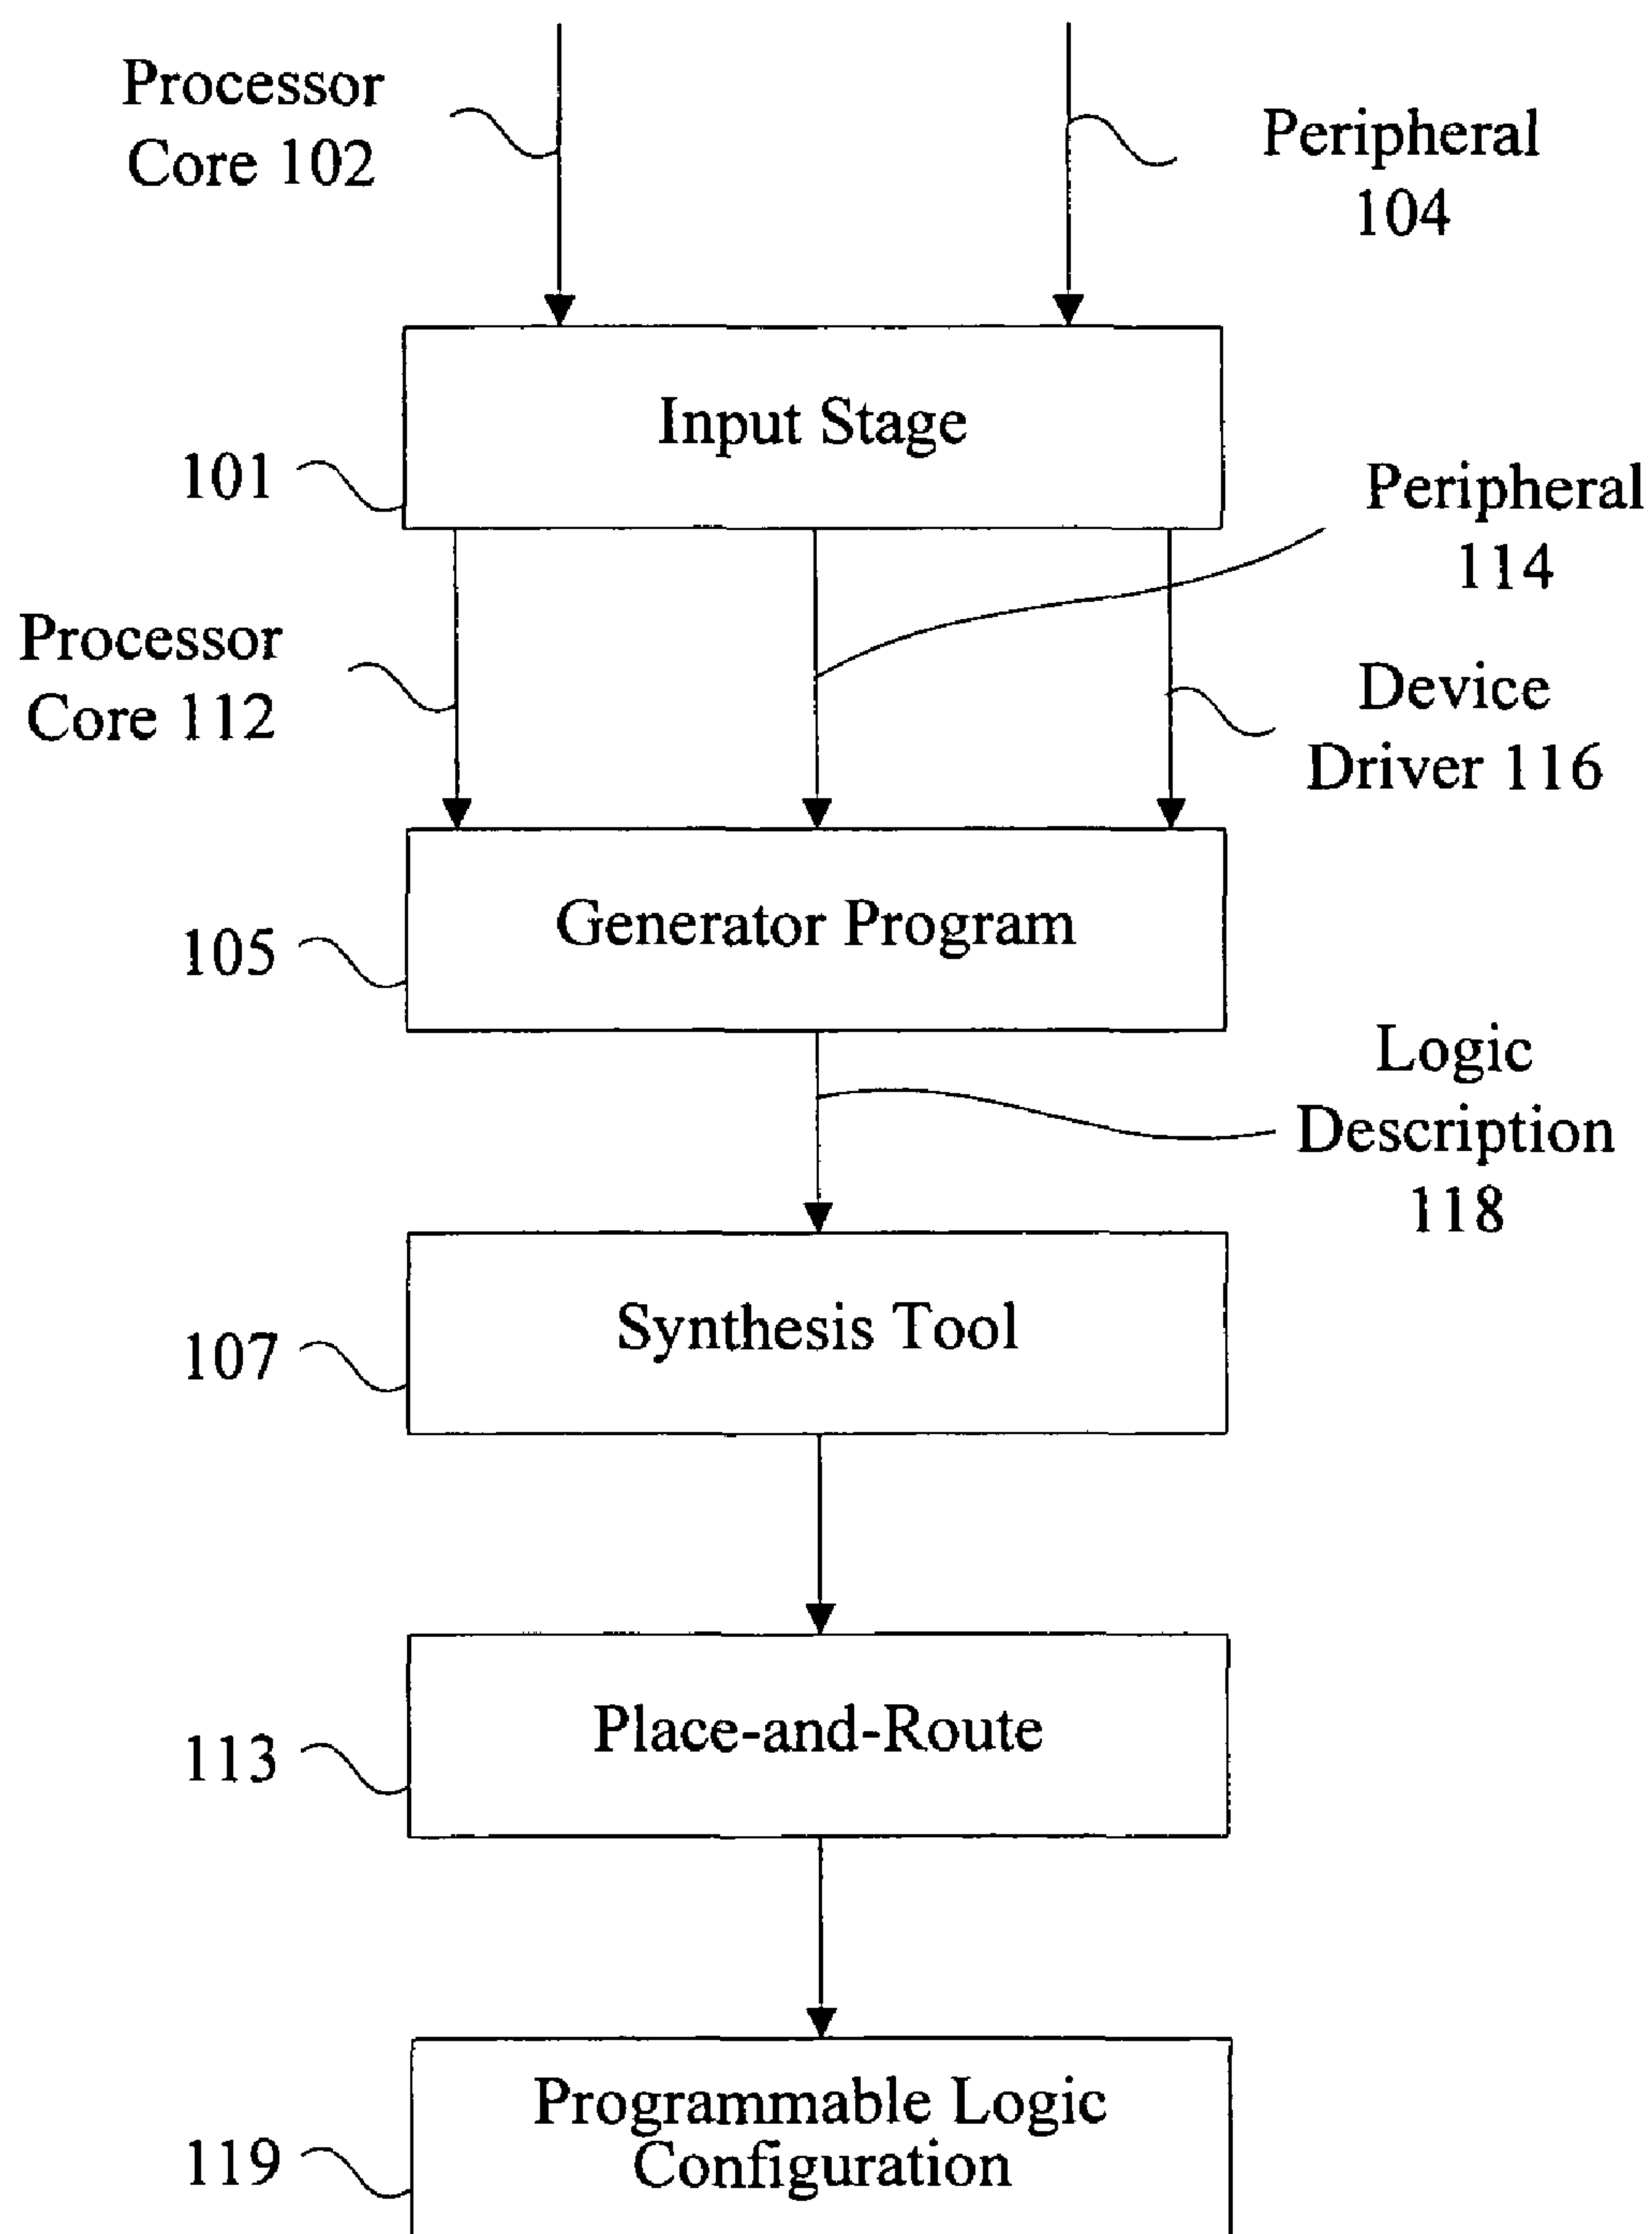 Processor
Core 102
Peripheral
104
Input Stage
101
Peripheral
114
Processor
Core 112
Device
Driver 116
Generator Program
105
Logic
Description
118
Synthesis Tool
107
Place-and-Route
113
Programmable Logic
Configuration
119